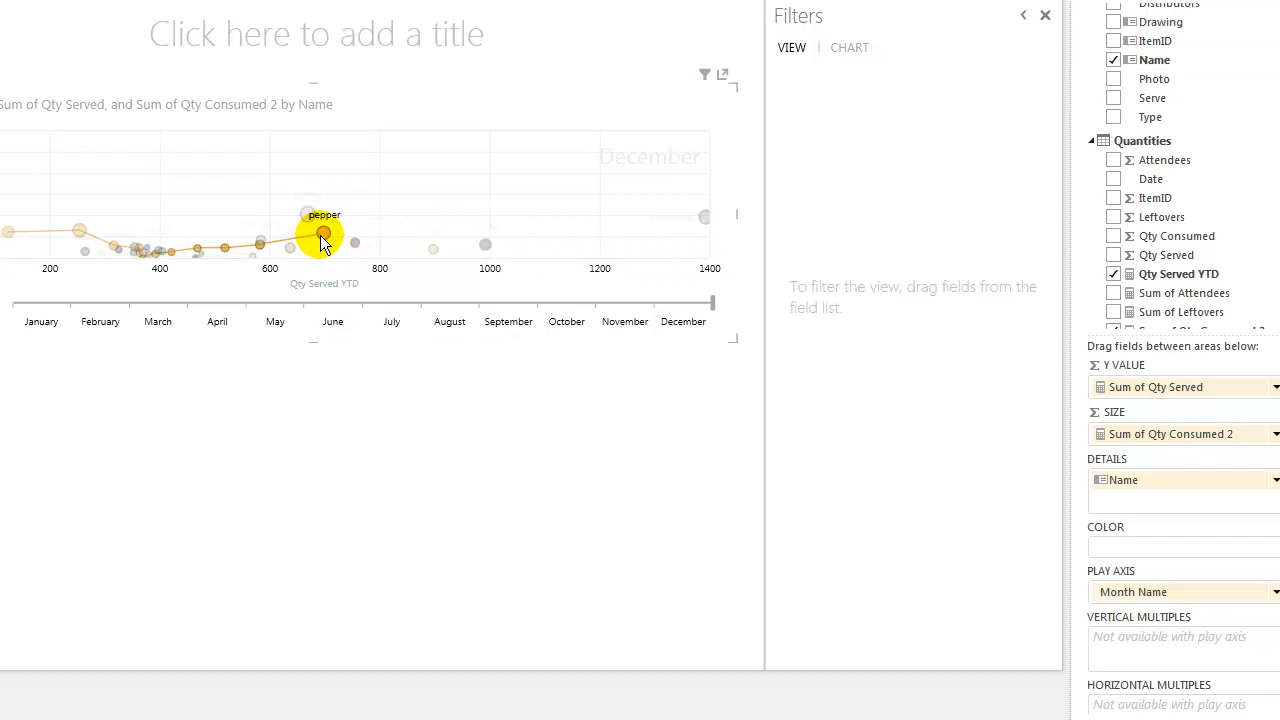 Click here to add a title
Sum of Qty Served, and Sum of Qty Consumed 2 by Name
December
pepper
200 400 600 800 1000 1200 1400
Qty Served YTD
January February March April May June July August September October November December
Filters
VIEW | CHART
To filter the view, drag fields from the
field list.
Distributors
Drawing
ItemID
Name
Photo
Serve
Type
Quantities
Attendees
Date
ItemID
Leftovers
Qty Consumed
Qty Served
Qty Served YTD
Sum of Attendees
Sum of Leftovers
Sum of Qty Consumed 2
Drag fields between areas below:
Σ Y VALUE
Sum of Qty Served
Σ SIZE
Sum of Qty Consumed 2
DETAILS
Name
COLOR
PLAY AXIS
Month Name
VERTICAL MULTIPLES
Not available with play axis
HORIZONTAL MULTIPLES
Not available with play axis